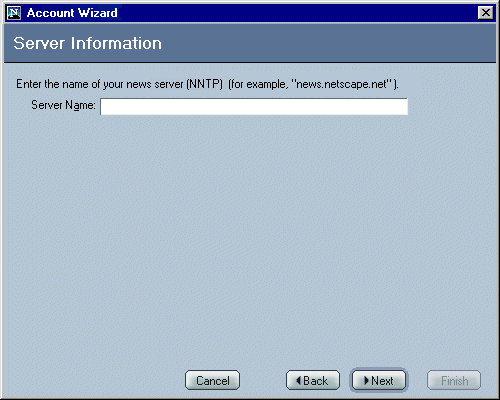 Account Wizard
Server Information
Enter the name of your news server (NNTP) (for example, "news.netscape.net").
Server Name:
Cancel Back Next Finish